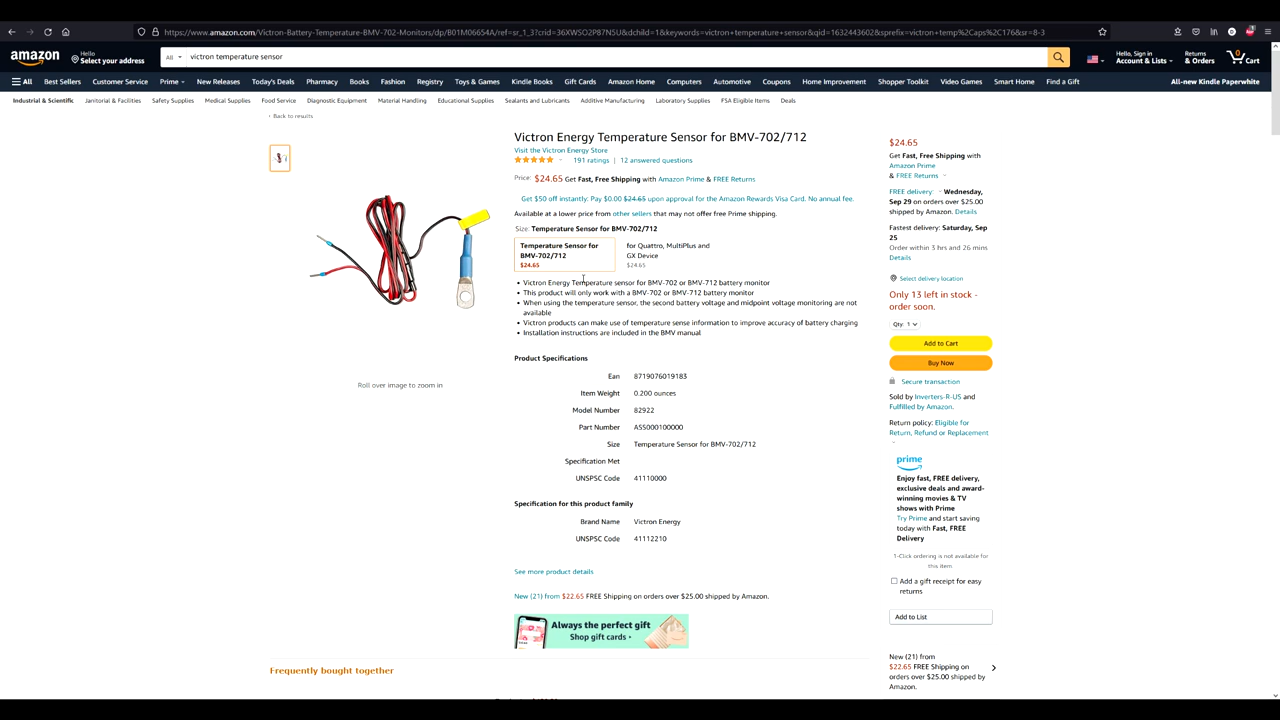 https://www.amazon.com/Victron-Battery-Temperature-BMV-702-Monitors/dp/B01M06654A/ref=sr_1_3?crid=36XWSO2P87N5U&dchild=1&keywords=victron+temperature+sensor&qid=1632443602&sprefix=victron+temp%2Caps%2C176&sr=8-3
amazon
Hello
Select your address
All
victron temperature sensor
Hello, Sign in
Account & Lists
Returns
& Orders
0
Cart
All Best Sellers Customer Service Prime New Releases Today's Deals Pharmacy Books Fashion Registry Toys & Games Kindle Books Gift Cards Amazon Home Computers Automotive Coupons Home Improvement Shopper Toolkit Video Games Smart Home Find a Gift All-new Kindle Paperwhite
Industrial & Scientific Janitorial & Facilities Safety Supplies Medical Supplies Food Service Diagnostic Equipment Material Handling Educational Supplies Sealants and Lubricants Additive Manufacturing Laboratory Supplies FSA Eligible Items Deals
‹ Back to results
Roll over image to zoom in
Victron Energy Temperature Sensor for BMV-702/712
Visit the Victron Energy Store
191 ratings | 12 answered questions
Price: $24.65 Get Fast, Free Shipping with Amazon Prime & FREE Returns
Get $50 off instantly: Pay $0.00 $24.65 upon approval for the Amazon Rewards Visa Card. No annual fee.
Available at a lower price from other sellers that may not offer free Prime shipping.
Size: Temperature Sensor for BMV-702/712
Temperature Sensor for
BMV-702/712
$24.65
for Quattro, MultiPlus and
GX Device
$24.65
• Victron Energy Temperature sensor for BMV-702 or BMV-712 battery monitor
• This product will only work with a BMV-702 or BMV-712 battery monitor
• When using the temperature sensor, the second battery voltage and midpoint voltage monitoring are not
available
• Victron products can make use of temperature sense information to improve accuracy of battery charging
• Installation instructions are included in the BMV manual
Product Specifications
Ean 8719076019183
Item Weight 0.200 ounces
Model Number 82922
Part Number ASS000100000
Size Temperature Sensor for BMV-702/712
Specification Met
UNSPSC Code 41110000
Specification for this product family
Brand Name Victron Energy
UNSPSC Code 41112210
See more product details
New (21) from $22.65 FREE Shipping on orders over $25.00 shipped by Amazon.
Always the perfect gift
Shop gift cards ›
Frequently bought together
$24.65
Get Fast, Free Shipping with
Amazon Prime
& FREE Returns
FREE delivery: Wednesday,
Sep 29 on orders over $25.00
shipped by Amazon. Details
Fastest delivery: Saturday, Sep
25
Order within 3 hrs and 26 mins
Details
Select delivery location
Only 13 left in stock -
order soon.
Qty: 1
Add to Cart
Buy Now
Secure transaction
Sold by Inverters-R-US and
Fulfilled by Amazon.
Return policy: Eligible for
Return, Refund or Replacement
prime
Enjoy fast, FREE delivery,
exclusive deals and award-
winning movies & TV
shows with Prime
Try Prime and start saving
today with Fast, FREE
Delivery
1-Click ordering is not available for
this item.
Add a gift receipt for easy
returns
Add to List
New (21) from
$22.65 FREE Shipping on
orders over $25.00 shipped by
Amazon.